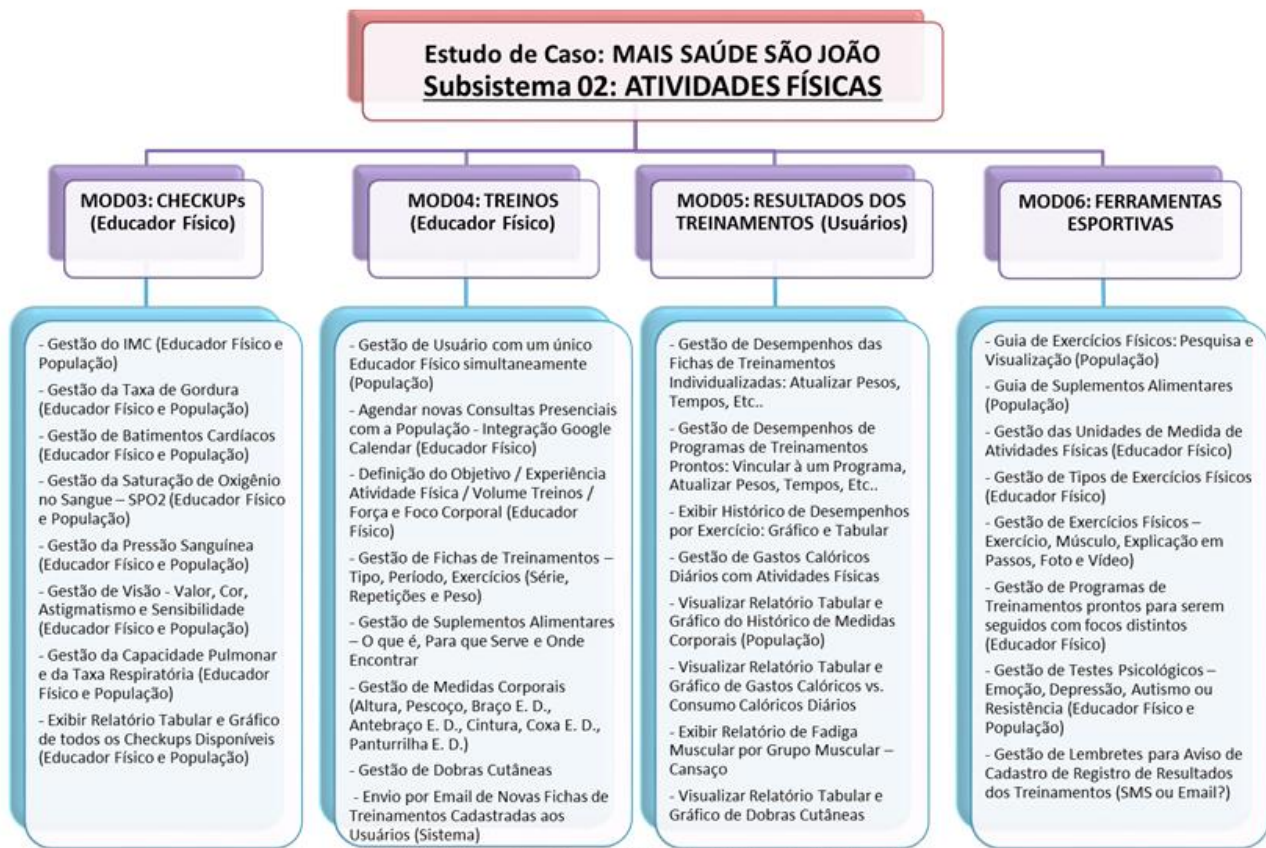 Estudo de Caso: MAIS SAÚDE SÃO JOÃO
Subsistema 02: ATIVIDADES FÍSICAS
MOD03: CHECKUPs
(Educador Físico)
- Gestão do IMC (Educador Físico e
População)
- Gestão da Taxa de Gordura
(Educador Físico e População)
- Gestão de Batimentos Cardíacos
(Educador Físico e População)
- Gestão da Saturação de Oxigênio
no Sangue – SPO2 (Educador Físico
e População)
- Gestão da Pressão Sanguínea
(Educador Físico e População)
- Gestão de Visão - Valor, Cor,
Astigmatismo e Sensibilidade
(Educador Físico e População)
- Gestão da Capacidade Pulmonar
e da Taxa Respiratória (Educador
Físico e População)
- Exibir Relatório Tabular e Gráfico
de todos os Checkups Disponíveis
(Educador Físico e População)
MOD04: TREINOS
(Educador Físico)
- Gestão de Usuário com um único
Educador Físico simultaneamente
(População)
- Agendar novas Consultas Presenciais
com a População - Integração Google
Calendar (Educador Físico)
- Definição do Objetivo / Experiência
Atividade Física / Volume Treinos /
Força e Foco Corporal (Educador
Físico)
- Gestão de Fichas de Treinamentos –
Tipo, Período, Exercícios (Série,
Repetições e Peso)
- Gestão de Suplementos Alimentares
– O que é, Para que Serve e Onde
Encontrar
- Gestão de Medidas Corporais
(Altura, Pescoço, Braço E. D.,
Antebraço E. D., Cintura, Coxa E. D.,
Panturrilha E. D.)
- Gestão de Dobras Cutâneas
- Envio por Email de Novas Fichas de
Treinamentos Cadastradas aos
Usuários (Sistema)
MOD05: RESULTADOS DOS
TREINAMENTOS (Usuários)
- Gestão de Desempenhos das
Fichas de Treinamentos
Individualizadas: Atualizar Pesos,
Tempos, Etc..
- Gestão de Desempenhos de
Programas de Treinamentos
Prontos: Vincular à um Programa,
Atualizar Pesos, Tempos, Etc..
- Exibir Histórico de Desempenhos
por Exercício: Gráfico e Tabular
- Gestão de Gastos Calóricos
Diários com Atividades Físicas
- Visualizar Relatório Tabular e
Gráfico do Histórico de Medidas
Corporais (População)
- Visualizar Relatório Tabular e
Gráfico de Gastos Calóricos vs.
Consumo Calóricos Diários
- Exibir Relatório de Fadiga
Muscular por Grupo Muscular –
Cansaço
- Visualizar Relatório Tabular e
Gráfico de Dobras Cutâneas
MOD06: FERRAMENTAS
ESPORTIVAS
- Guia de Exercícios Físicos: Pesquisa e
Visualização (População)
- Guia de Suplementos Alimentares
(População)
- Gestão das Unidades de Medida de
Atividades Físicas (Educador Físico)
- Gestão de Tipos de Exercícios Físicos
(Educador Físico)
- Gestão de Exercícios Físicos –
Exercício, Músculo, Explicação em
Passos, Foto e Vídeo)
- Gestão de Programas de
Treinamentos prontos para serem
seguidos com focos distintos
(Educador Físico)
- Gestão de Testes Psicológicos –
Emoção, Depressão, Autismo ou
Resistência (Educador Físico e
População)
- Gestão de Lembretes para Aviso de
Cadastro de Registro de Resultados
dos Treinamentos (SMS ou Email?)